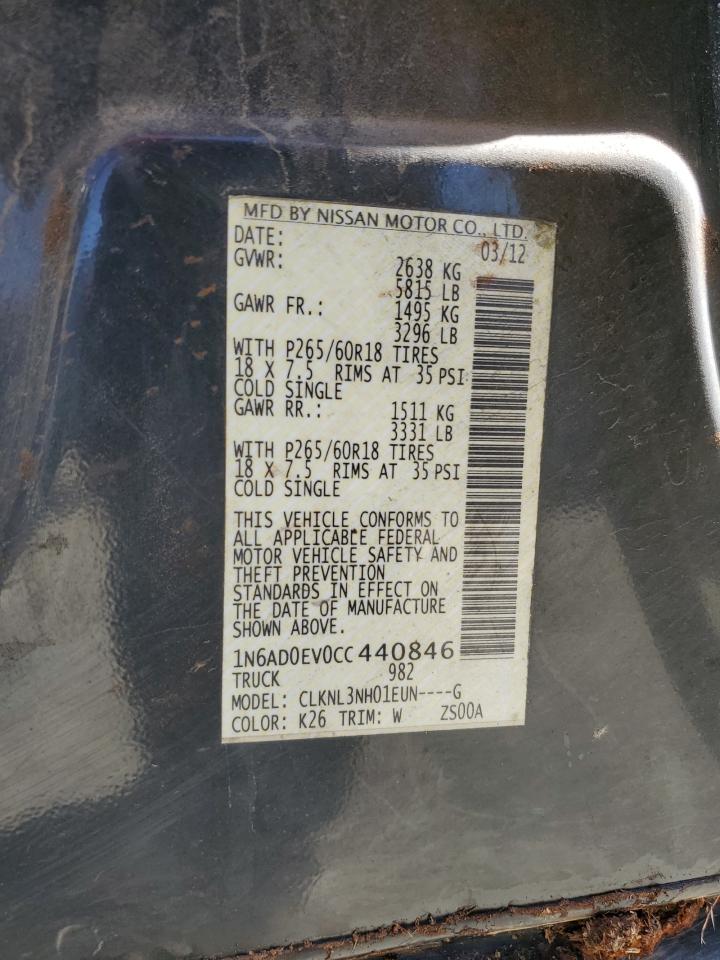 MFD BY NISSAN MOTOR CO., LTD.
DATE: 03/12
GVWR: 2638 KG
5815 LB
GAWR FR.: 1495 KG
3296 LB
WITH P265/60R18 TIRES
18 X 7.5 RIMS AT 35 PSI
COLD SINGLE
GAWR RR.: 1511 KG
3331 LB
WITH P265/60R18 TIRES
18 X 7.5 RIMS AT 35 PSI
COLD SINGLE
THIS VEHICLE CONFORMS TO
ALL APPLICABLE FEDERAL
MOTOR VEHICLE SAFETY AND
THEFT PREVENTION
STANDARDS IN EFFECT ON
THE DATE OF MANUFACTURE
SHOWN ABOVE.
1N6AD0EV0CC440846
TRUCK 982
MODEL: CLKNL3NH01EUN----G
COLOR: K26 TRIM: W ZS00A